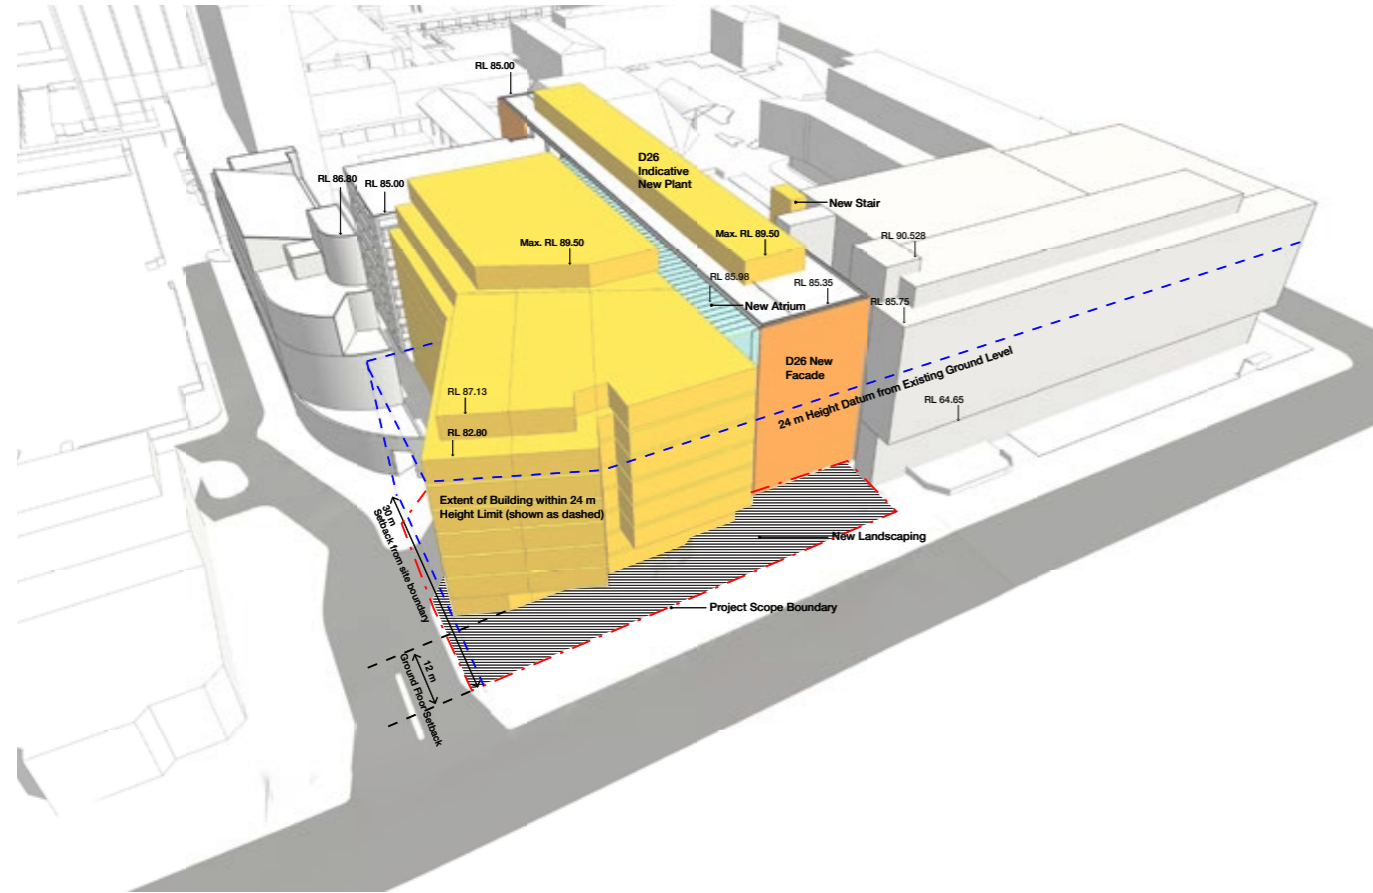 RL 85.00
D26
Indicative
New Plant
RL 86.80
RL 85.00
New Stair
Max. RL 89.50
Max. RL 89.50
RL 90.528
RL 85.98
RL 85.35
New Atrium
RL 85.75
D26 New
Facade
24 m Height Datum from Existing Ground Level
RL 87.13
RL 64.65
RL 82.80
Extent of Building within 24 m
Height Limit (shown as dashed)
30 m
Setback from site boundary
New Landscaping
Project Scope Boundary
12 m
Ground Floor Setback